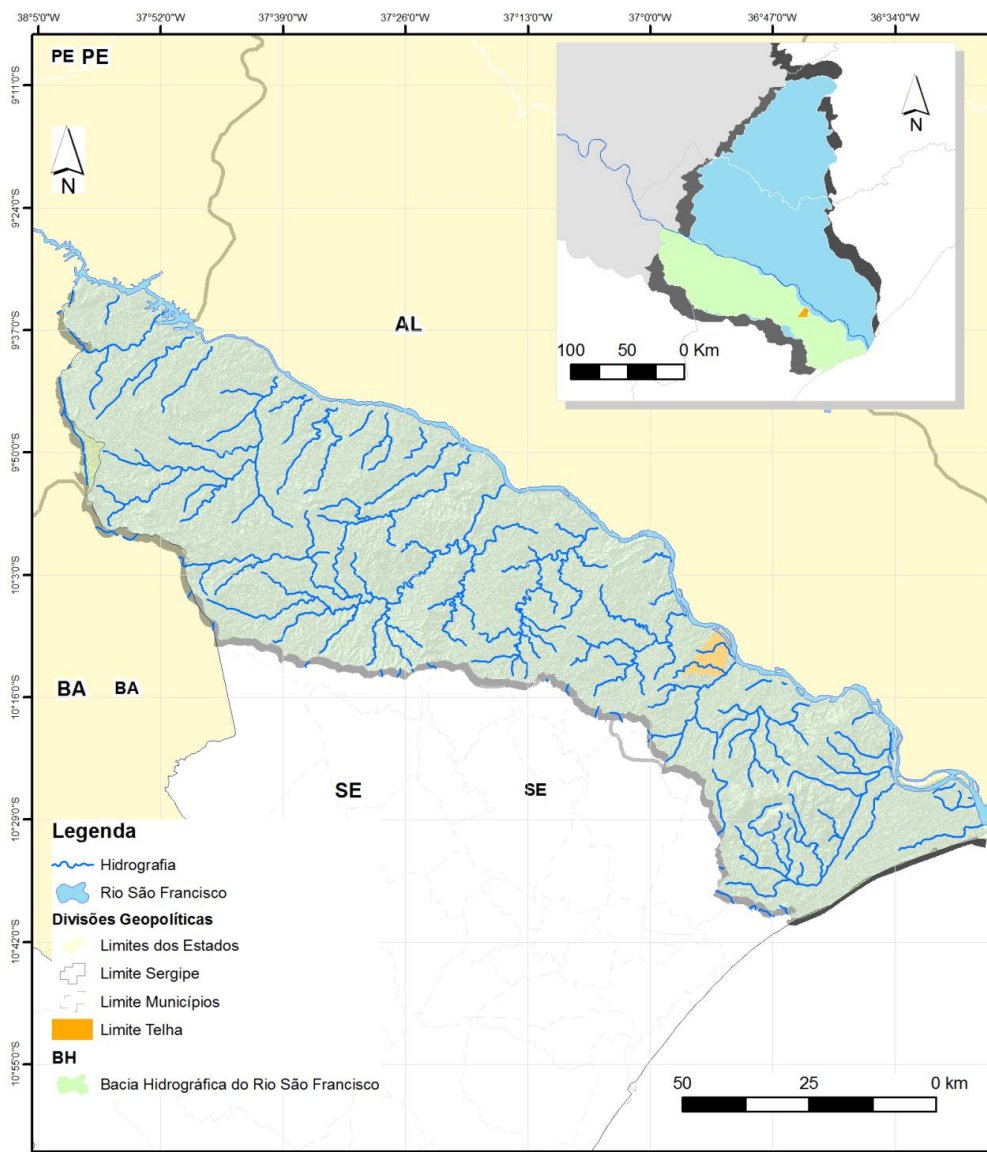 38°5'0"W 37°52'0"W 37°39'0"W 37°26'0"W 37°13'0"W 37°0'0"W 36°47'0"W 36°34'0"W
PE PE
9°11'0"S
N
N
9°24'0"S
9°37'0"S
AL
100 50 0 Km
9°50'0"S
10°3'0"S
10°16'0"S
BA BA
SE SE
10°29'0"S
Legenda
Hidrografia
Rio São Francisco
Divisões Geopolíticas
10°42'0"S
Limites dos Estados
Limite Sergipe
Limite Municípios
Limite Telha
BH
10°55'0"S
Bacia Hidrográfica do Rio São Francisco
50 25 0 km